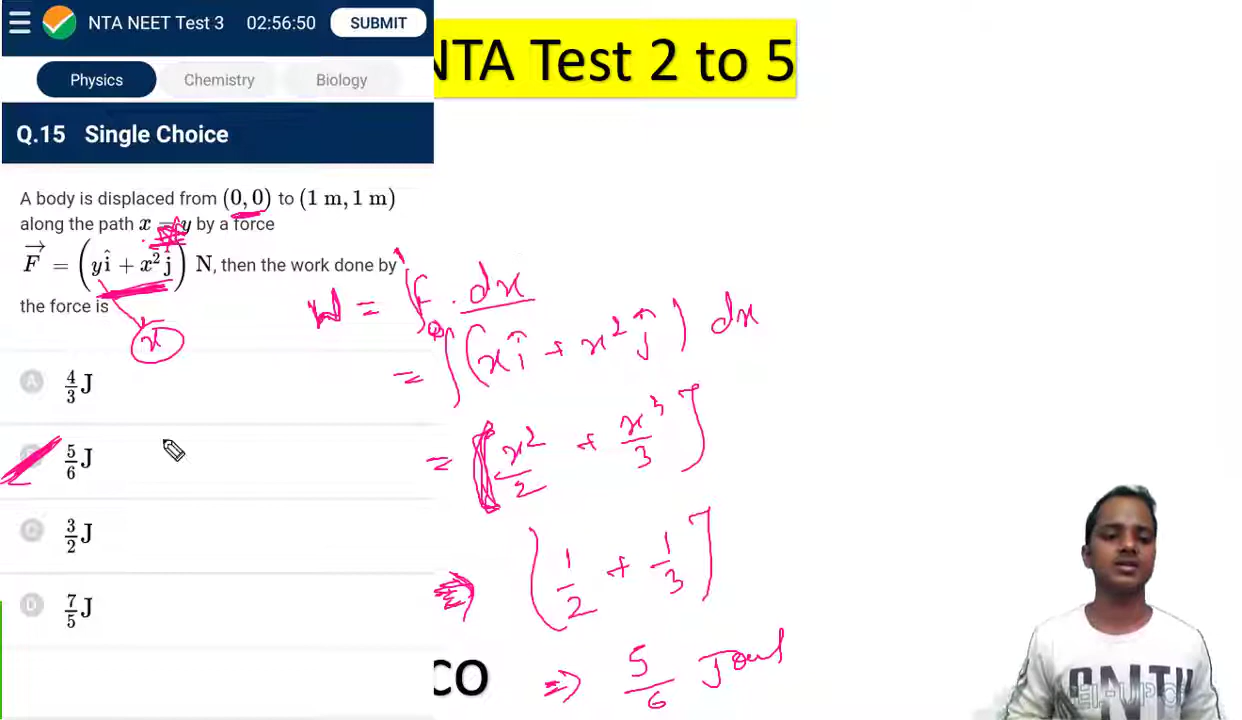 NTA NEET Test 3 02:56:50 SUBMIT
NTA Test 2 to 5
Physics Chemistry Biology
Q.15 Single Choice
A body is displaced from (0, 0) to (1 m, 1 m)
along the path x = y by a force
F⃗ = (yî + x²ĵ) N, then the work done by
the force is
x
A 4/3 J
5/6 J
C 3/2 J
D 7/5 J
W = ∫ F . dx
= ∫ (xî + x²ĵ) dx
= [x²/2 + x³/3]
⇒ (1/2 + 1/3]
⇒ 5/6 Joul
co